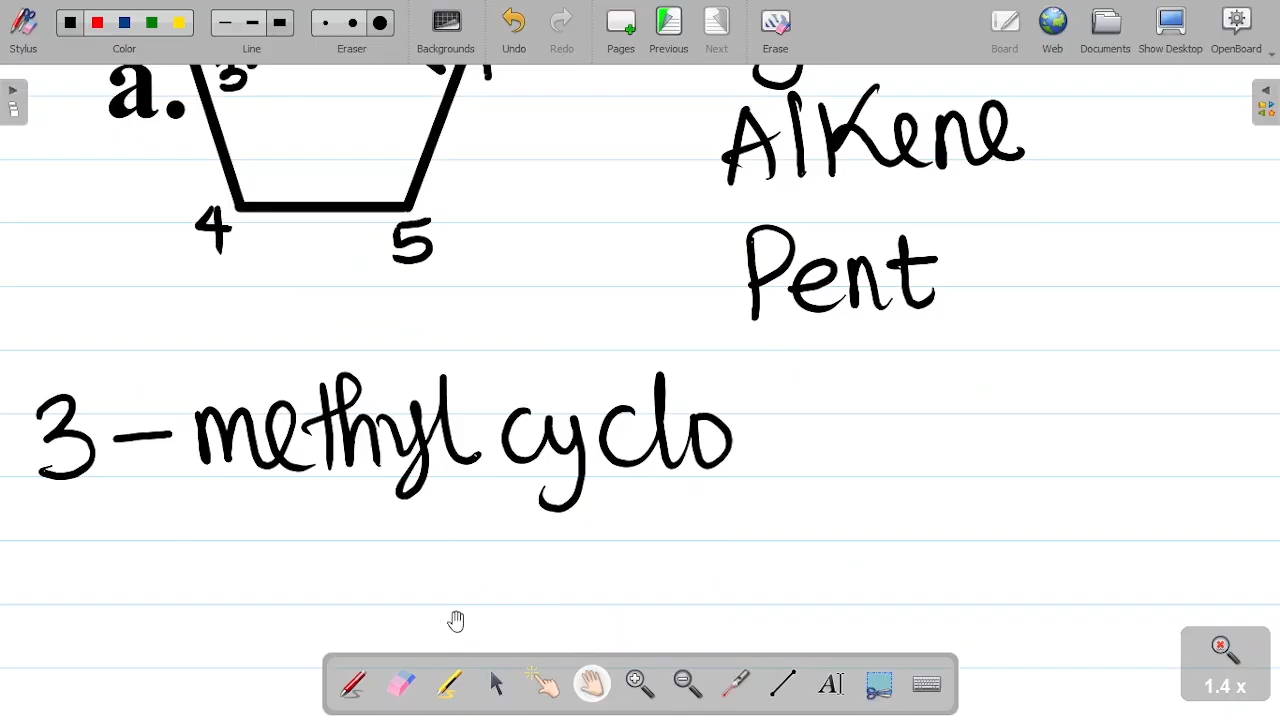 Stylus Color Line Eraser Backgrounds Undo Redo Pages Previous Next Erase Board Web Documents Show Desktop OpenBoard
3
a.
Alkene
4 5
Pent
3 - methyl cyclo
1.4 x